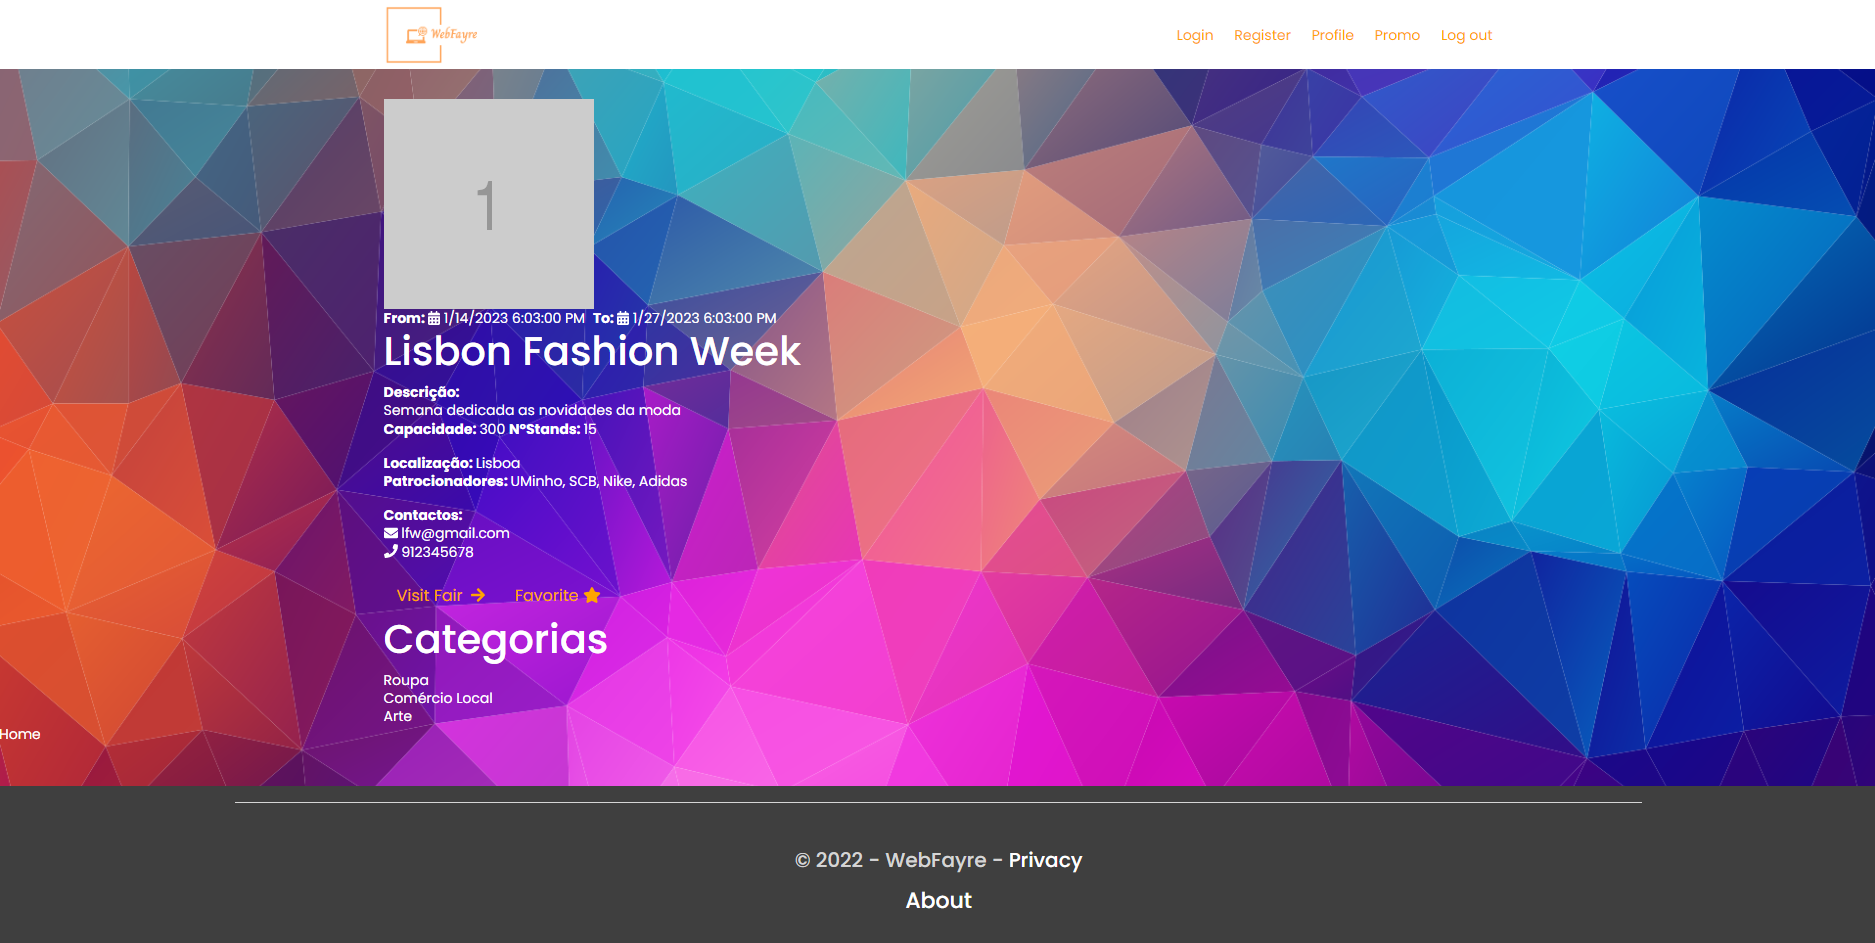 WebFayre
Login Register Profile Promo Log out
1
From: 1/14/2023 6:03:00 PM To: 1/27/2023 6:03:00 PM
Lisbon Fashion Week
Descrição:
Semana dedicada as novidades da moda
Capacidade: 300 NºStands: 15
Localização: Lisboa
Patrocionadores: UMinho, SCB, Nike, Adidas
Contactos:
lfw@gmail.com
912345678
Visit Fair Favorite
Categorias
Roupa
Comércio Local
Arte
Home
© 2022 - WebFayre - Privacy
About